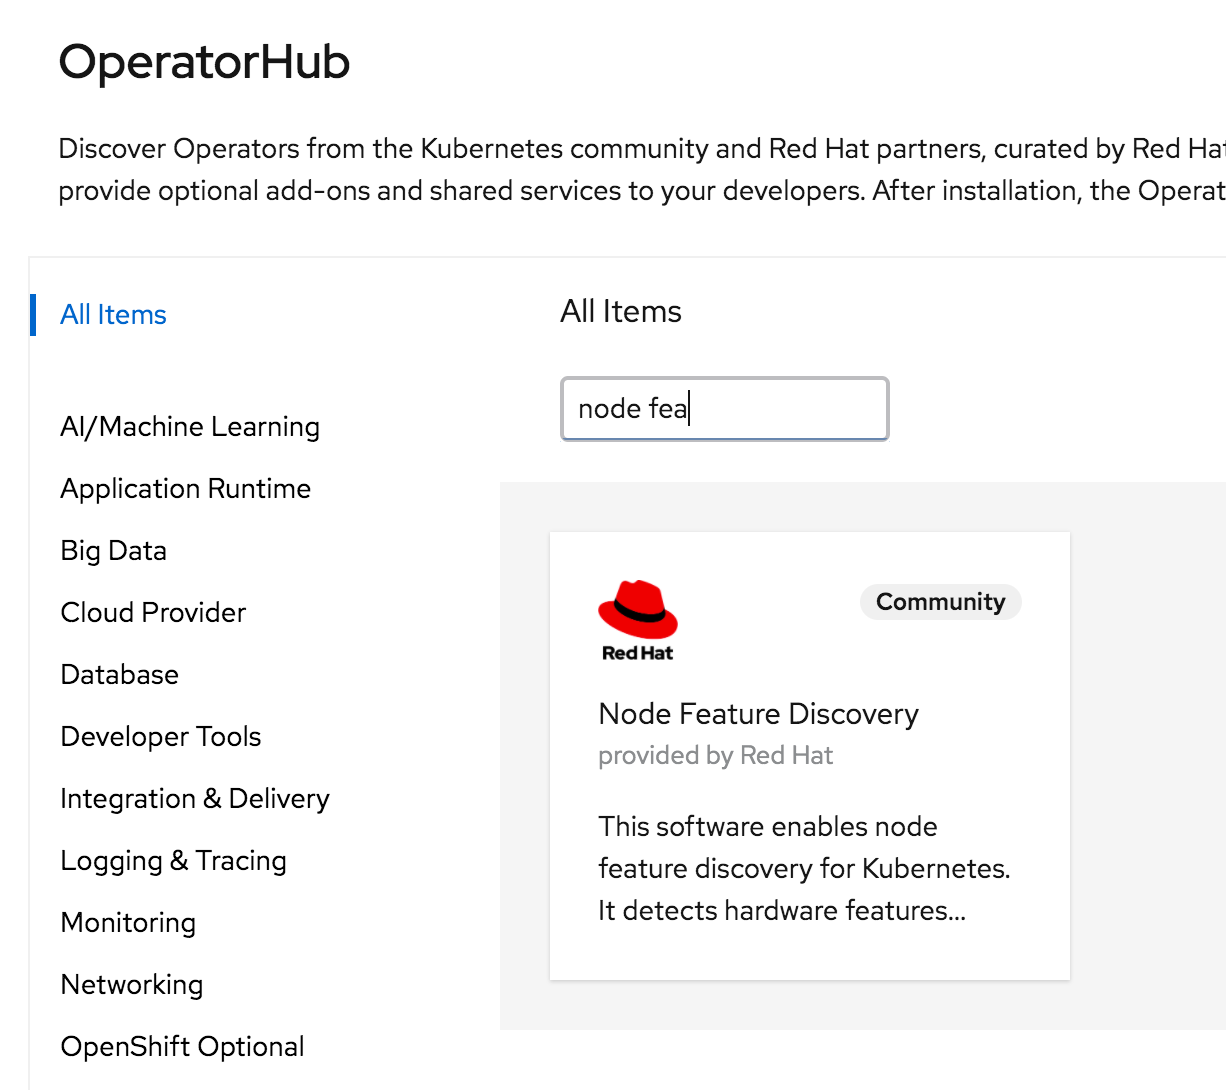 OperatorHub
Discover Operators from the Kubernetes community and Red Hat partners, curated by Red Hat
provide optional add-ons and shared services to your developers. After installation, the Operat
All Items
AI/Machine Learning
Application Runtime
Big Data
Cloud Provider
Database
Developer Tools
Integration & Delivery
Logging & Tracing
Monitoring
Networking
OpenShift Optional
All Items
node fea
Red Hat
Community
Node Feature Discovery
provided by Red Hat
This software enables node
feature discovery for Kubernetes.
It detects hardware features...